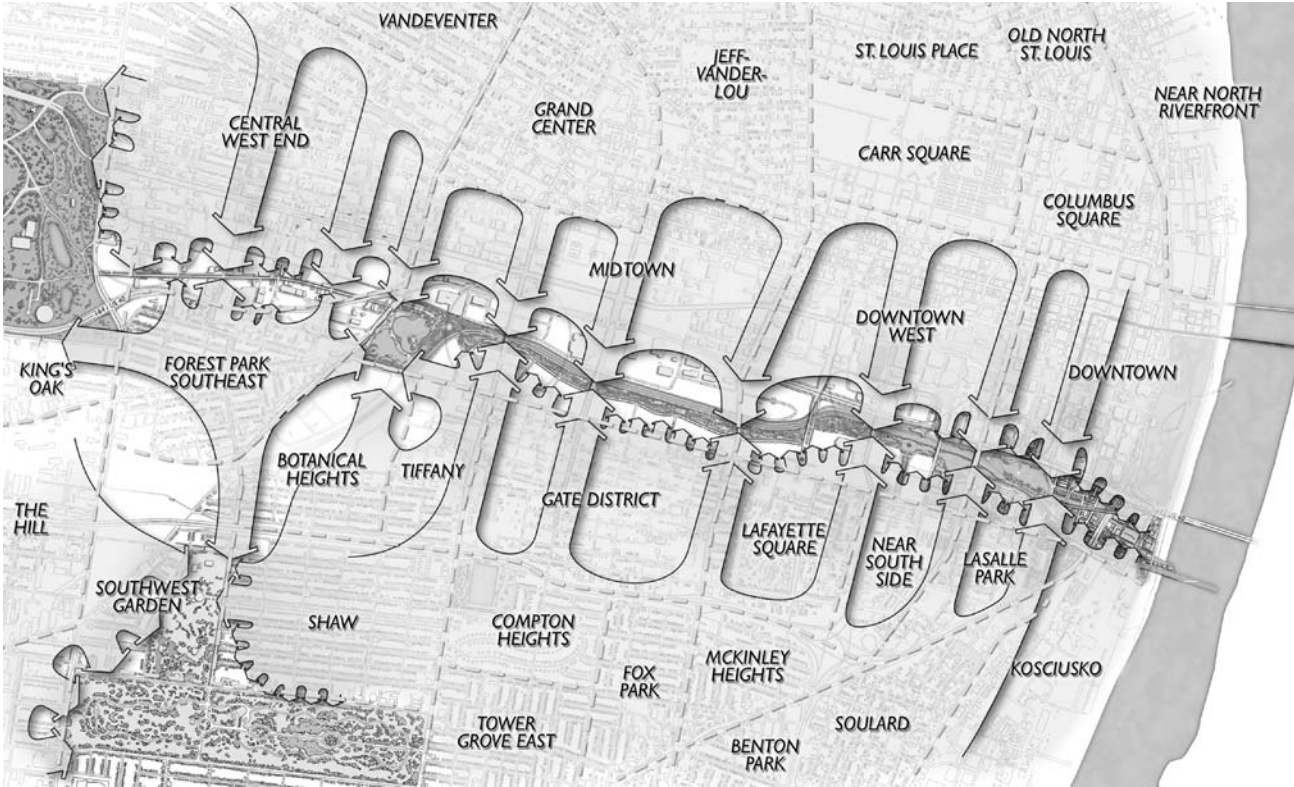 VANDEVENTER
JEFF-
VANDER-
LOU
ST. LOUIS PLACE
OLD NORTH
ST. LOUIS
NEAR NORTH
RIVERFRONT
CENTRAL
WEST END
GRAND
CENTER
CARR SQUARE
COLUMBUS
SQUARE
MIDTOWN
DOWNTOWN
WEST
DOWNTOWN
KING'S
OAK
FOREST PARK
SOUTHEAST
BOTANICAL
HEIGHTS
TIFFANY
GATE DISTRICT
THE
HILL
LAFAYETTE
SQUARE
NEAR
SOUTH
SIDE
LASALLE
PARK
SOUTHWEST
GARDEN
SHAW
COMPTON
HEIGHTS
FOX
PARK
MCKINLEY
HEIGHTS
KOSCIUSKO
TOWER
GROVE EAST
BENTON
PARK
SOULARD